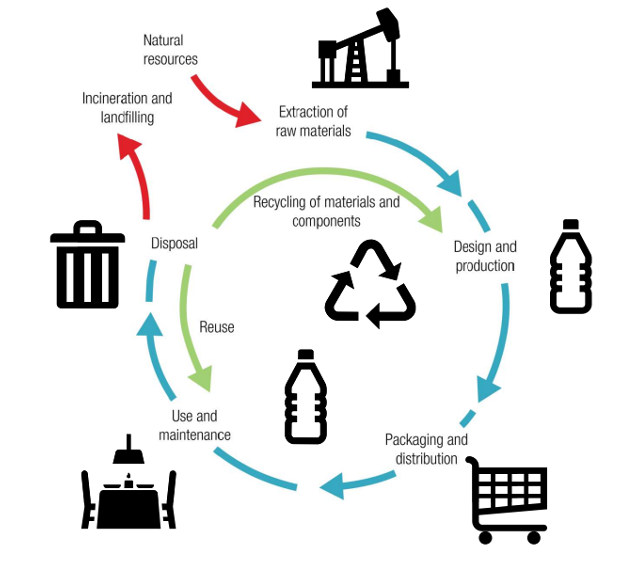 Natural
resources
Incineration and
landfilling
Extraction of
raw materials
Recycling of materials and
components
Disposal
Design and
production
Reuse
Use and
maintenance
Packaging and
distribution